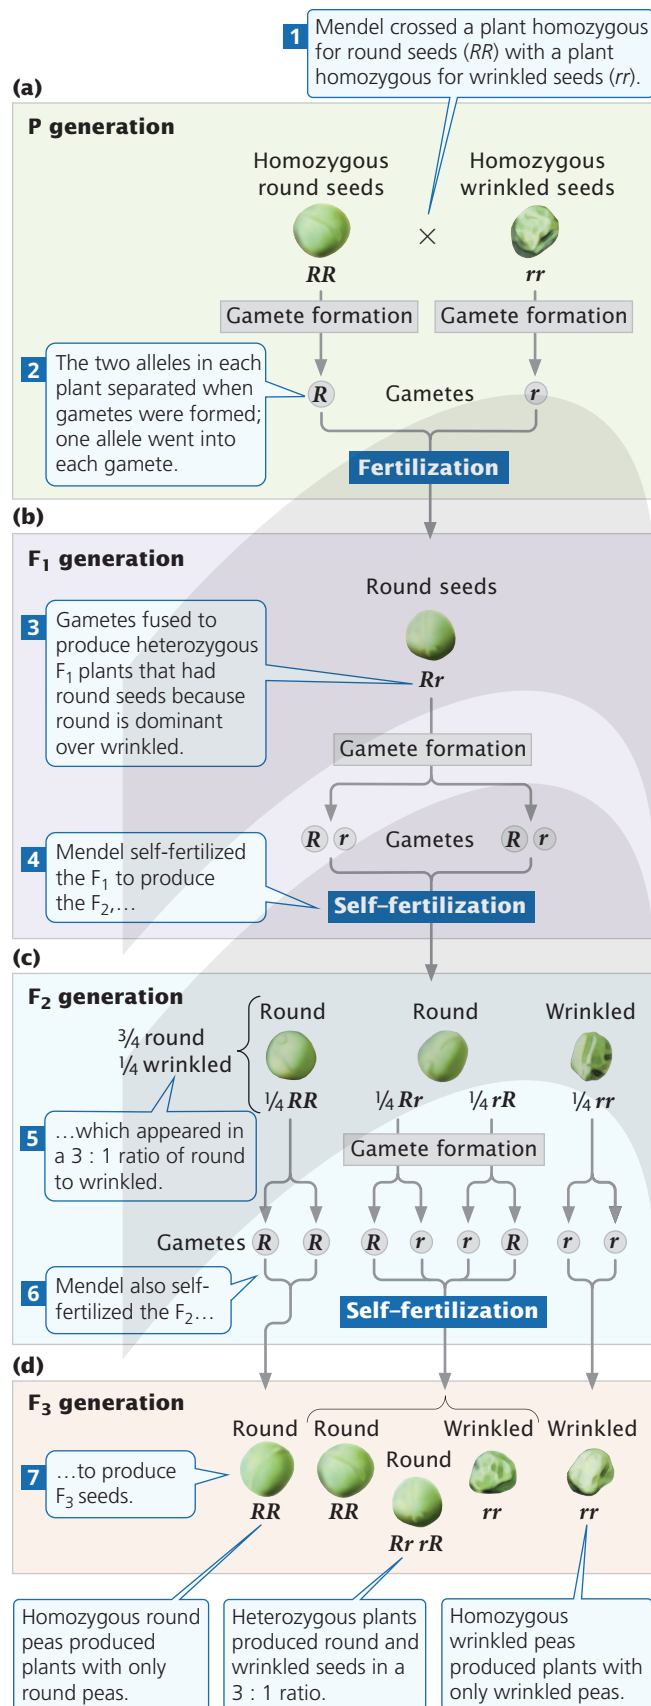 1 Mendel crossed a plant homozygous
for round seeds (RR) with a plant
homozygous for wrinkled seeds (rr).
(a)
P generation
Homozygous
round seeds
Homozygous
wrinkled seeds
×
RR
rr
Gamete formation
Gamete formation
2 The two alleles in each
plant separated when
gametes were formed;
one allele went into
each gamete.
R Gametes r
Fertilization
(b)
F1 generation
Round seeds
3 Gametes fused to
produce heterozygous
F1 plants that had
round seeds because
round is dominant
over wrinkled.
Rr
Gamete formation
R r Gametes R r
4 Mendel self-fertilized
the F1 to produce
the F2,…
Self–fertilization
(c)
F2 generation
Round Round Wrinkled
3/4 round
1/4 wrinkled
1/4 RR 1/4 Rr 1/4 rR 1/4 rr
5 …which appeared in
a 3 : 1 ratio of round
to wrinkled.
Gamete formation
Gametes R R R r r R r r
6 Mendel also self-
fertilized the F2…
Self–fertilization
(d)
F3 generation
Round Round Wrinkled Wrinkled
Round
7 …to produce
F3 seeds.
RR RR rr rr
Rr rR
Homozygous round
peas produced
plants with only
round peas.
Heterozygous plants
produced round and
wrinkled seeds in a
3 : 1 ratio.
Homozygous
wrinkled peas
produced plants with
only wrinkled peas.